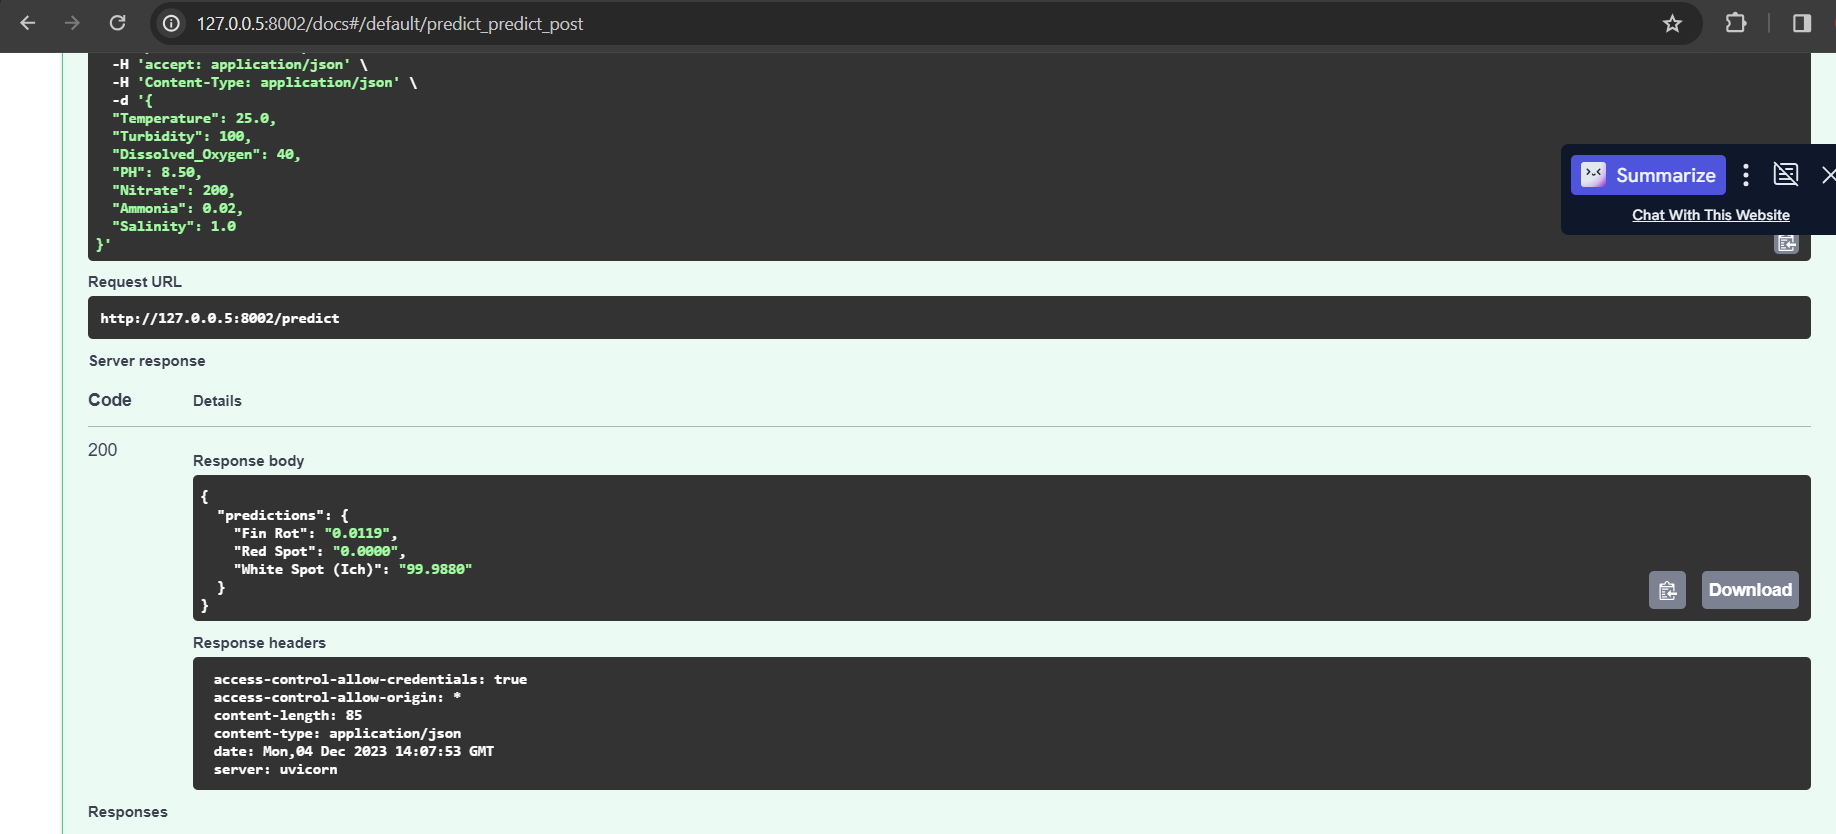 127.0.0.5:8002/docs#/default/predict_predict_post
-H 'accept: application/json' \
-H 'Content-Type: application/json' \
-d '{
"Temperature": 25.0,
"Turbidity": 100,
"Dissolved_Oxygen": 40,
"PH": 8.50,
"Nitrate": 200,
"Ammonia": 0.02,
"Salinity": 1.0
}'
Summarize
Chat With This Website
Request URL
http://127.0.0.5:8002/predict
Server response
Code Details
200
Response body
{
"predictions": {
"Fin Rot": "0.0119",
"Red Spot": "0.0000",
"White Spot (Ich)": "99.9880"
}
}
Download
Response headers
access-control-allow-credentials: true
access-control-allow-origin: *
content-length: 85
content-type: application/json
date: Mon,04 Dec 2023 14:07:53 GMT
server: uvicorn
Responses